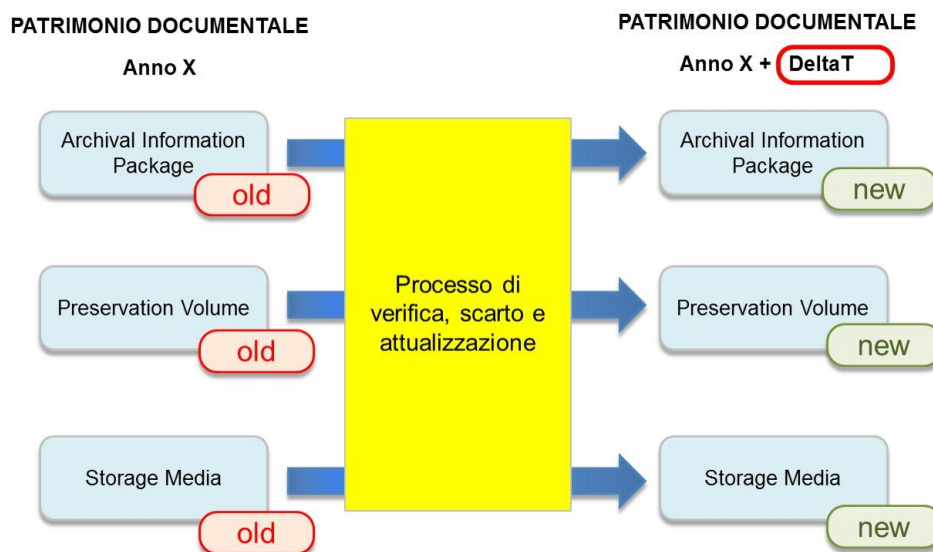 PATRIMONIO DOCUMENTALE
Anno X
PATRIMONIO DOCUMENTALE
Anno X + DeltaT
Archival Information
Package
old
Archival Information
Package
new
Processo di
verifica, scarto e
attualizzazione
Preservation Volume
old
Preservation Volume
new
Storage Media
old
Storage Media
new